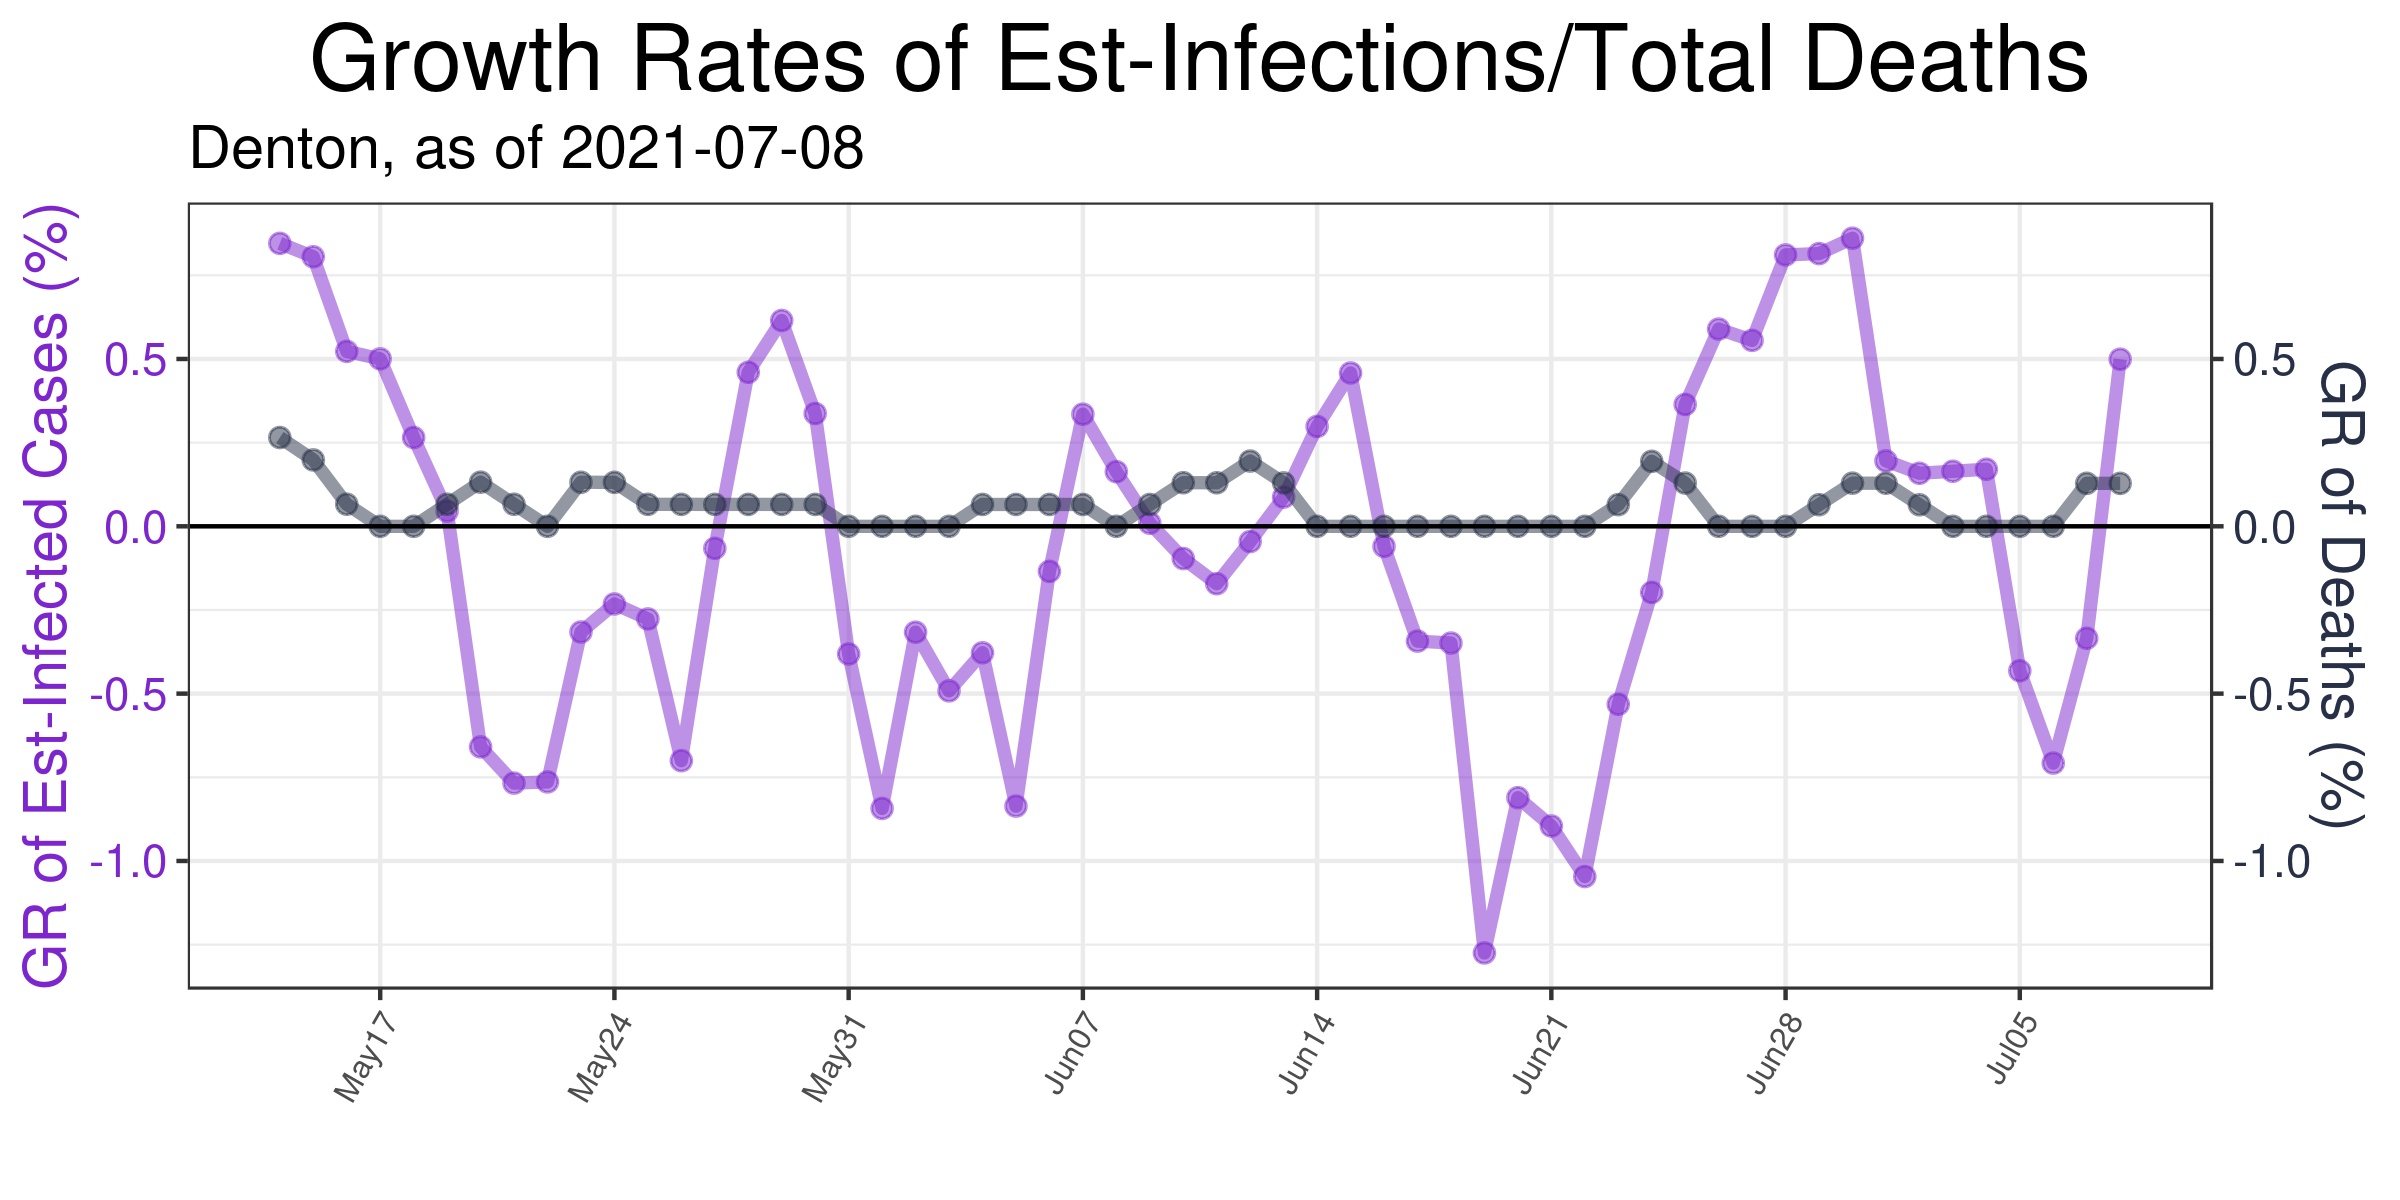 Growth Rates of Est-Infections/Total Deaths
Denton, as of 2021-07-08
GR of Est-Infected Cases (%)
0.5
0.0
-0.5
-1.0
0.5
0.0
-0.5
-1.0
GR of Deaths (%)
May17
May24
May31
Jun07
Jun14
Jun21
Jun28
Jul05